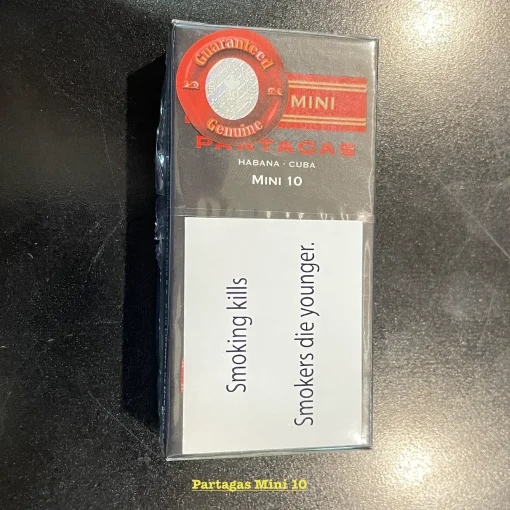 Guaranteed
Genuine
MINI
PARTAGAS
HABANA - CUBA
MINI 10
Smoking kills
Smokers die younger.
Partagas Mini 10